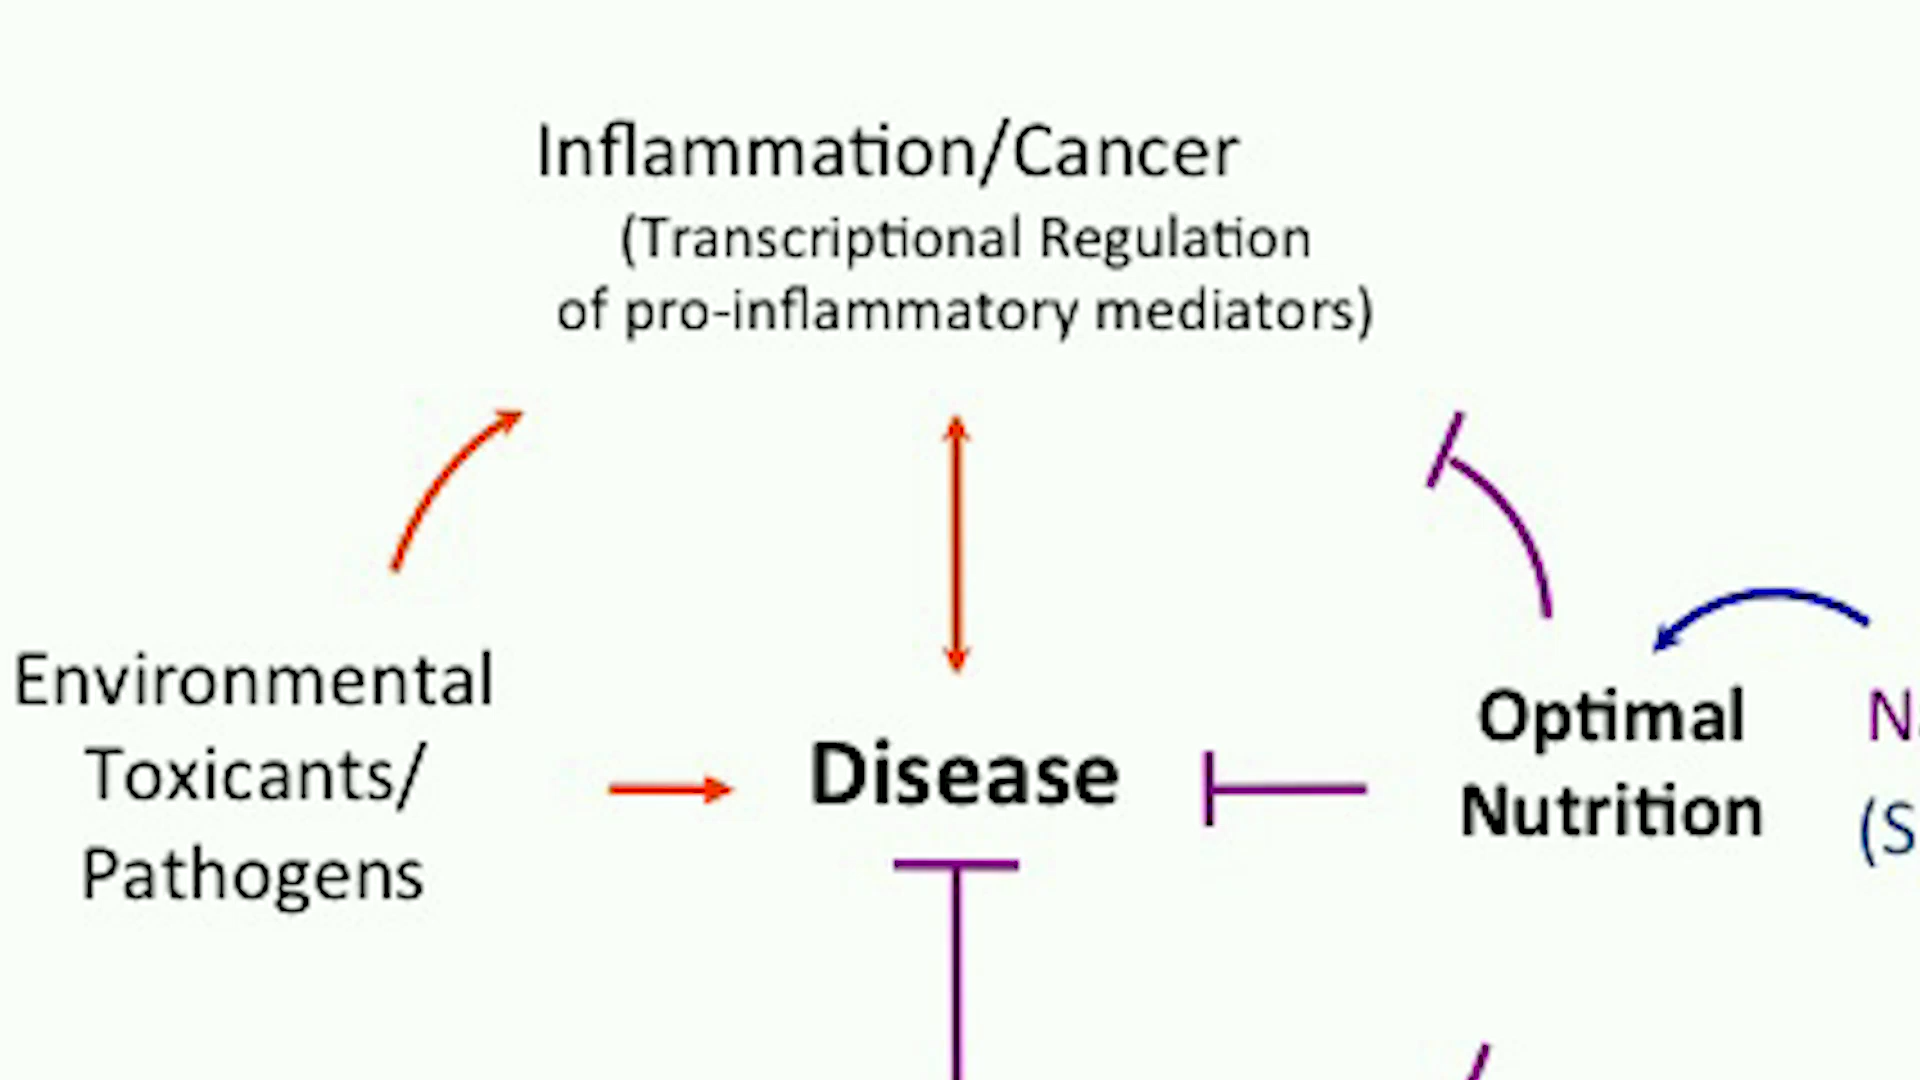 Inflammation/Cancer
(Transcriptional Regulation
of pro-inflammatory mediators)
Environmental
Toxicants/
Pathogens
Disease
Optimal
Nutrition